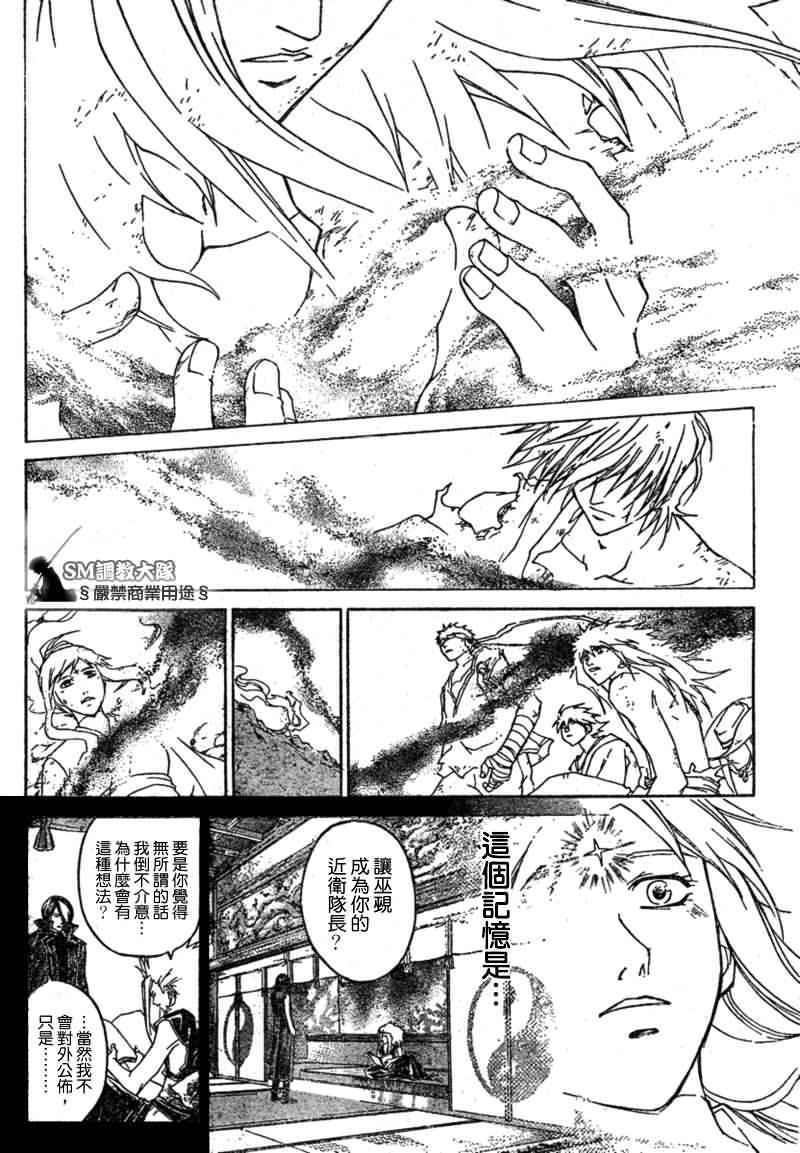 SM調教大隊
§嚴禁商業用途§
這個記憶是…
讓巫覡
成為你的
近衛隊長？
要是你覺得
無所謂的話
我倒不介意…
為什麼會有
這種想法？
…當然我不
會對外公佈，
只是………